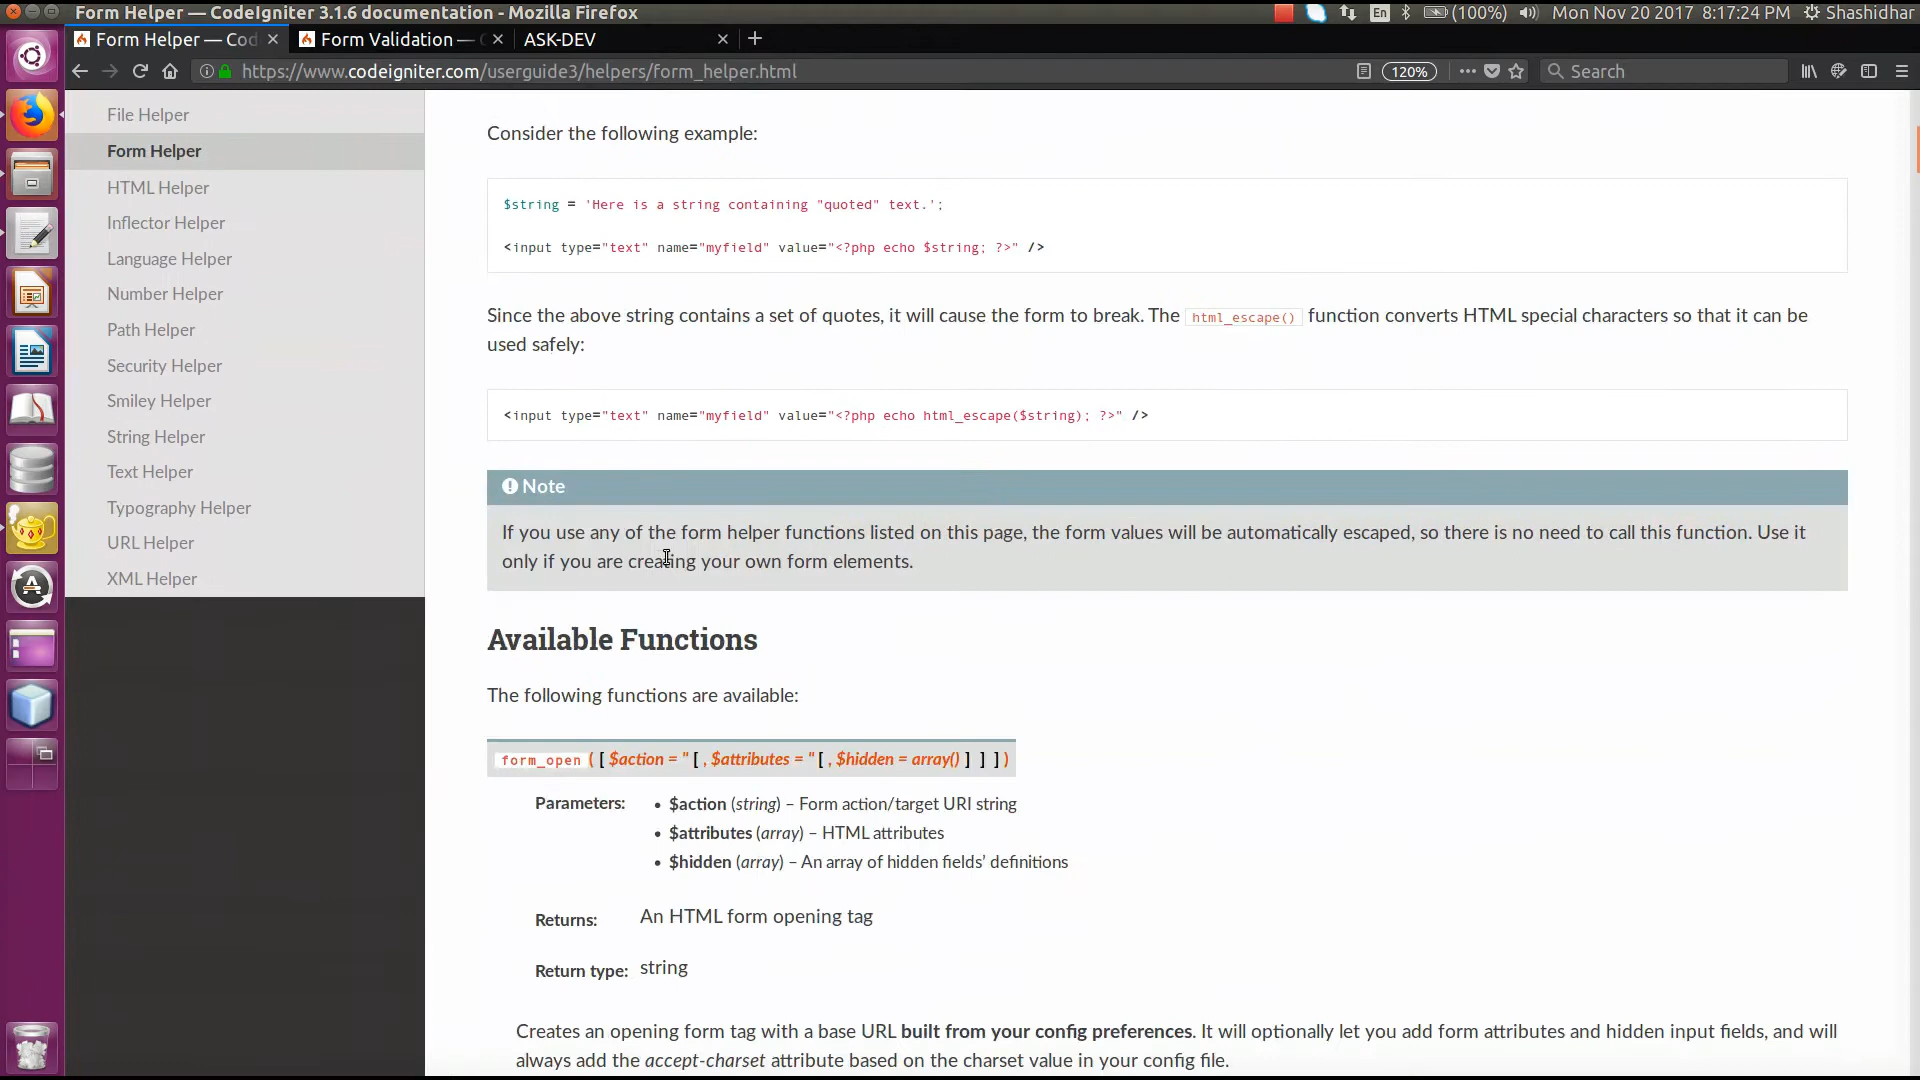 Form Helper — CodeIgniter 3.1.6 documentation - Mozilla Firefox
En (100%) Mon Nov 20 2017 8:17:24 PM Shashidhar
Form Helper — Cod
Form Validation —
ASK-DEV
https://www.codeigniter.com/userguide3/helpers/form_helper.html
120%
Search
File Helper
Form Helper
HTML Helper
Inflector Helper
Language Helper
Number Helper
Path Helper
Security Helper
Smiley Helper
String Helper
Text Helper
Typography Helper
URL Helper
XML Helper
Consider the following example:
$string = 'Here is a string containing "quoted" text.';
<input type="text" name="myfield" value="<?php echo $string; ?>" />
Since the above string contains a set of quotes, it will cause the form to break. The html_escape() function converts HTML special characters so that it can be
used safely:
<input type="text" name="myfield" value="<?php echo html_escape($string); ?>" />
Note
If you use any of the form helper functions listed on this page, the form values will be automatically escaped, so there is no need to call this function. Use it
only if you are creating your own form elements.
Available Functions
The following functions are available:
form_open ( [ $action = '' [ , $attributes = '' [ , $hidden = array() ] ] ] )
Parameters:
• $action (string) – Form action/target URI string
• $attributes (array) – HTML attributes
• $hidden (array) – An array of hidden fields’ definitions
Returns: An HTML form opening tag
Return type: string
Creates an opening form tag with a base URL built from your config preferences. It will optionally let you add form attributes and hidden input fields, and will
always add the accept-charset attribute based on the charset value in your config file.